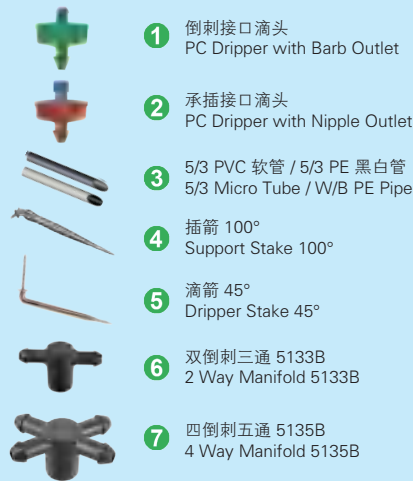 1 倒刺接口滴头
PC Dripper with Barb Outlet
2 承插接口滴头
PC Dripper with Nipple Outlet
3 5/3 PVC 软管 / 5/3 PE 黑白管
5/3 Micro Tube / W/B PE Pipe
4 插箭 100°
Support Stake 100°
5 滴箭 45°
Dripper Stake 45°
6 双倒刺三通 5133B
2 Way Manifold 5133B
7 四倒刺五通 5135B
4 Way Manifold 5135B